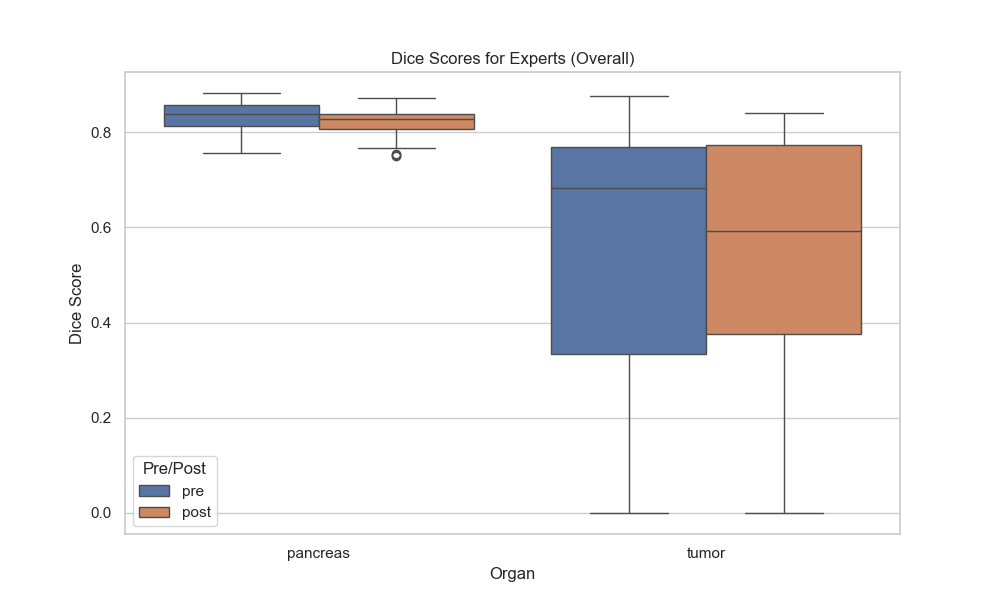 Dice Scores for Experts (Overall)
Dice Score
0.8
0.6
0.4
0.2
0.0
Pre/Post
pre
post
pancreas
tumor
Organ